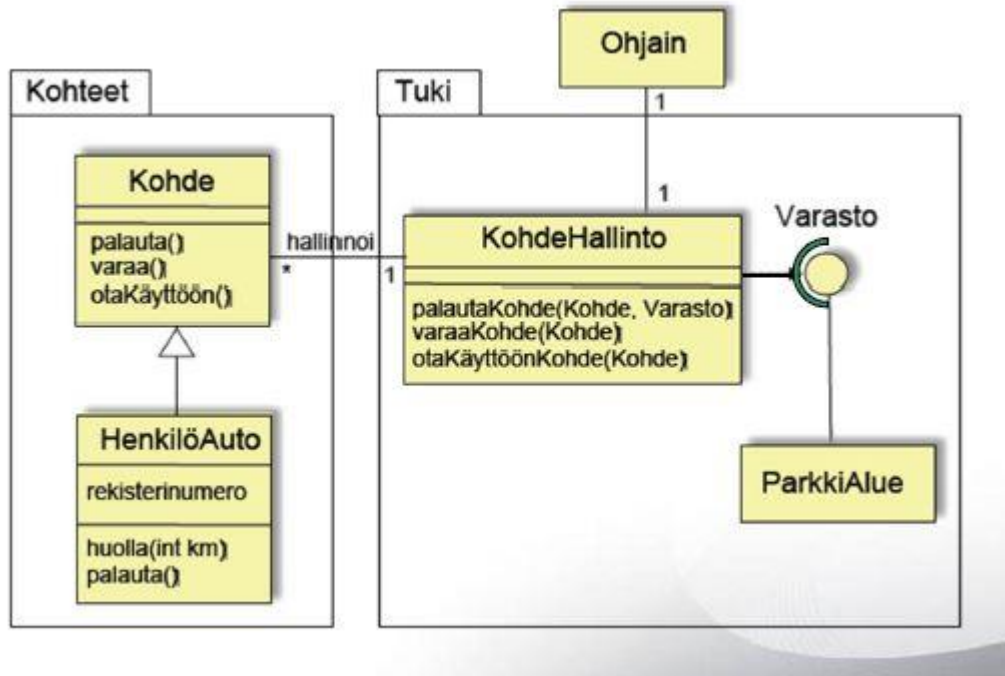 Ohjain
1
Kohteet
Kohde
palauta()
varaa()
otaKäyttöön()
hallinnoi
*
1
HenkilöAuto
rekisterinumero
huolla(int km)
palauta()
Tuki
1
KohdeHallinto
palautaKohde(Kohde, Varasto)
varaaKohde(Kohde)
otaKäyttöönKohde(Kohde)
Varasto
ParkkiAlue